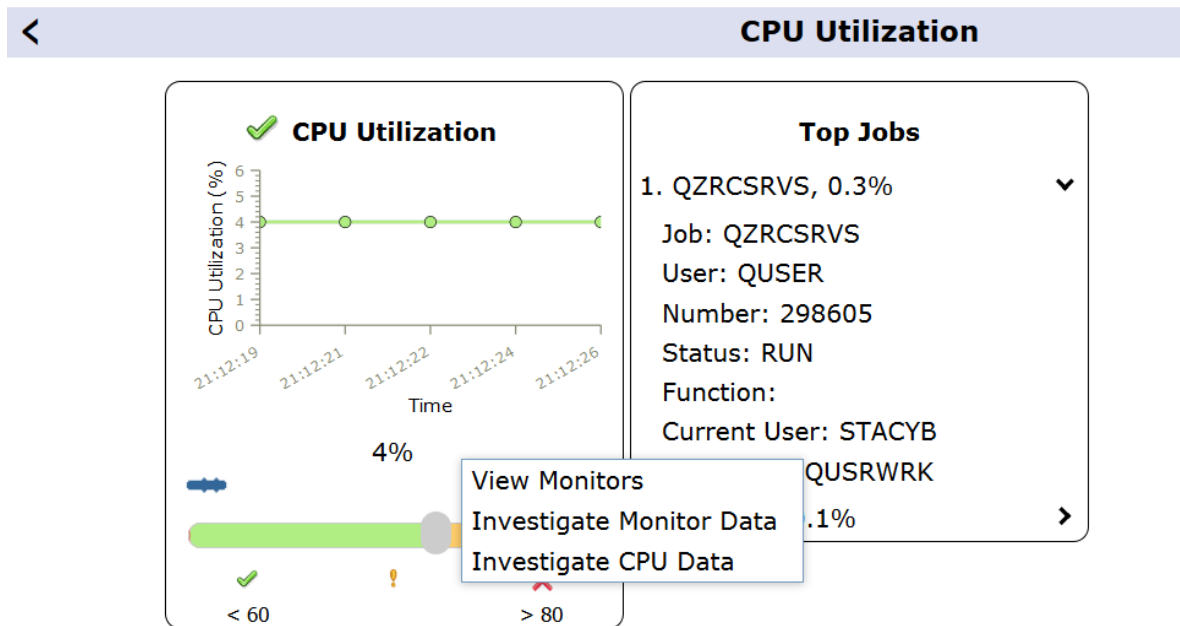 <
CPU Utilization
CPU Utilization
CPU Utilization (%)
6
5
4
3
2
1
0
21:12:19
21:12:21
21:12:22
21:12:24
21:12:26
Time
4%
< 60
> 80
Top Jobs
1. QZRCSRVS, 0.3%
Job: QZRCSRVS
User: QUSER
Number: 298605
Status: RUN
Function:
Current User: STACYB
QUSRWRK
.1%
View Monitors
Investigate Monitor Data
Investigate CPU Data